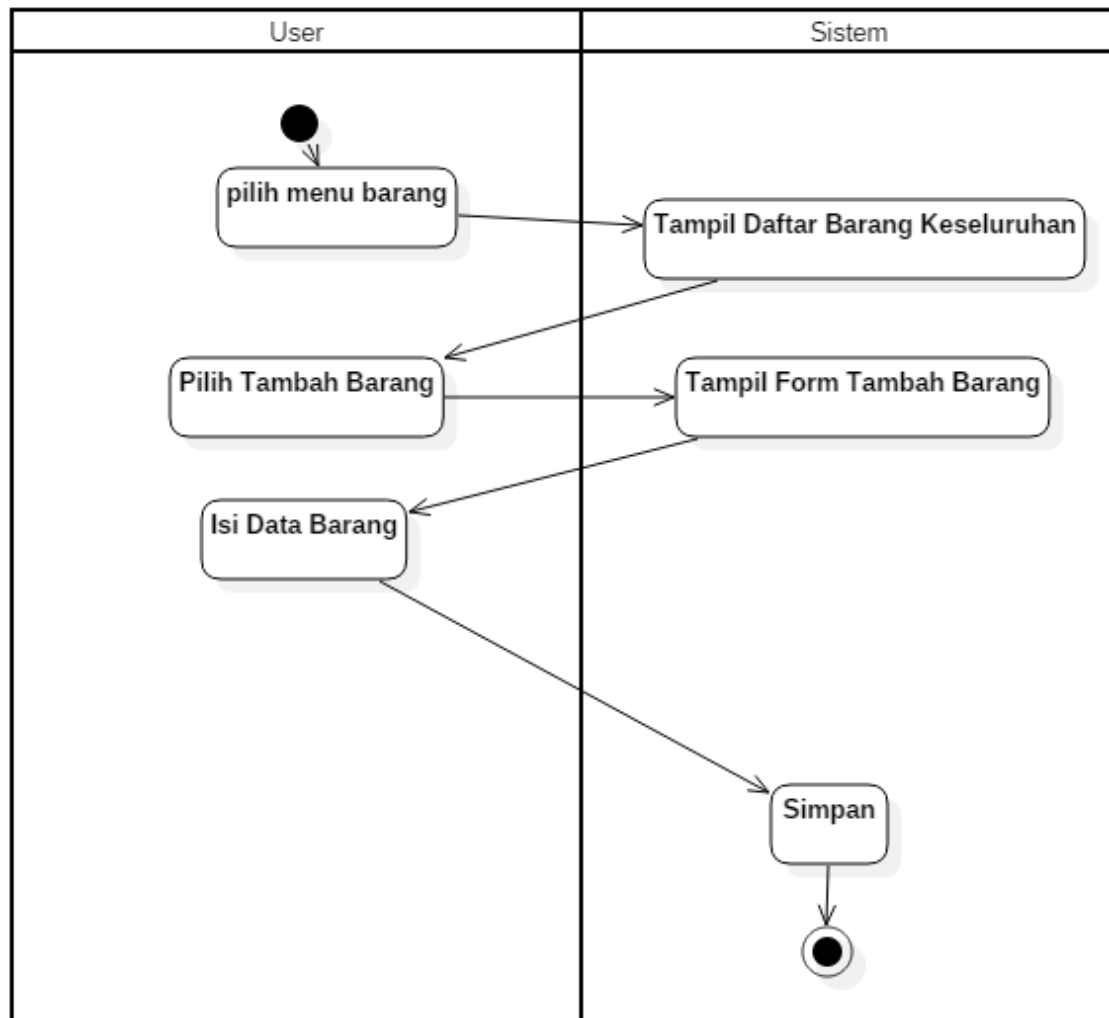 User
Sistem
pilih menu barang
Tampil Daftar Barang Keseluruhan
Pilih Tambah Barang
Tampil Form Tambah Barang
Isi Data Barang
Simpan